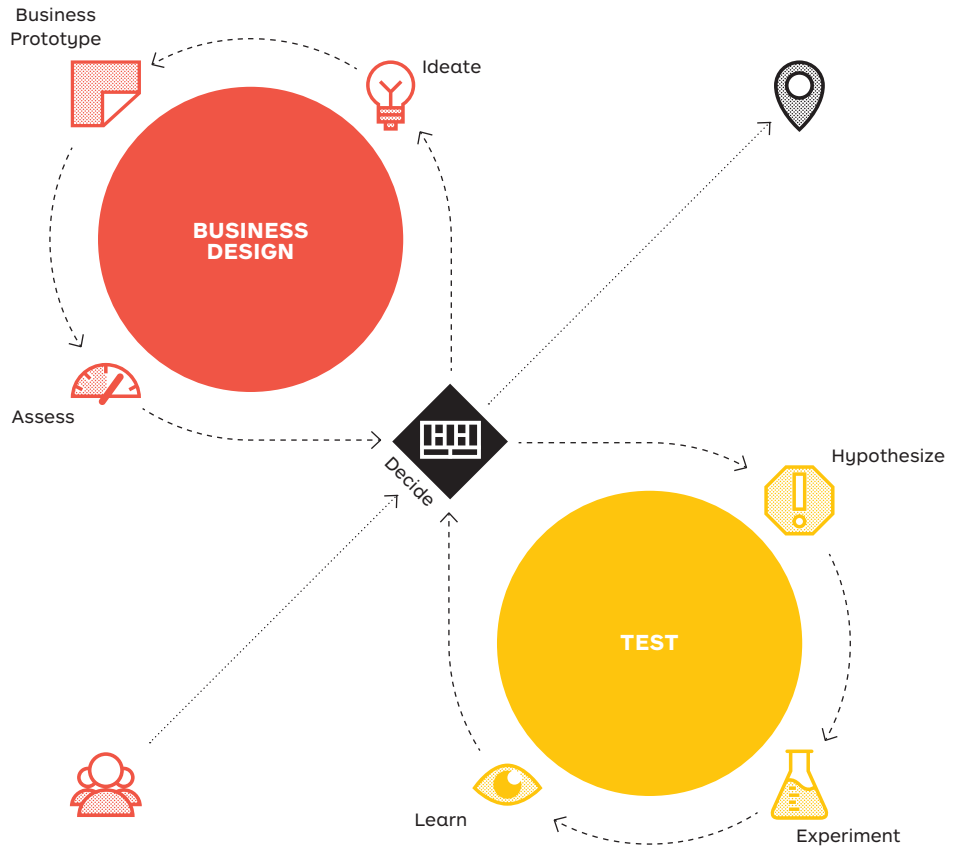 Business
Prototype
Ideate
BUSINESS
DESIGN
Assess
Decide
Hypothesize
TEST
Learn
Experiment